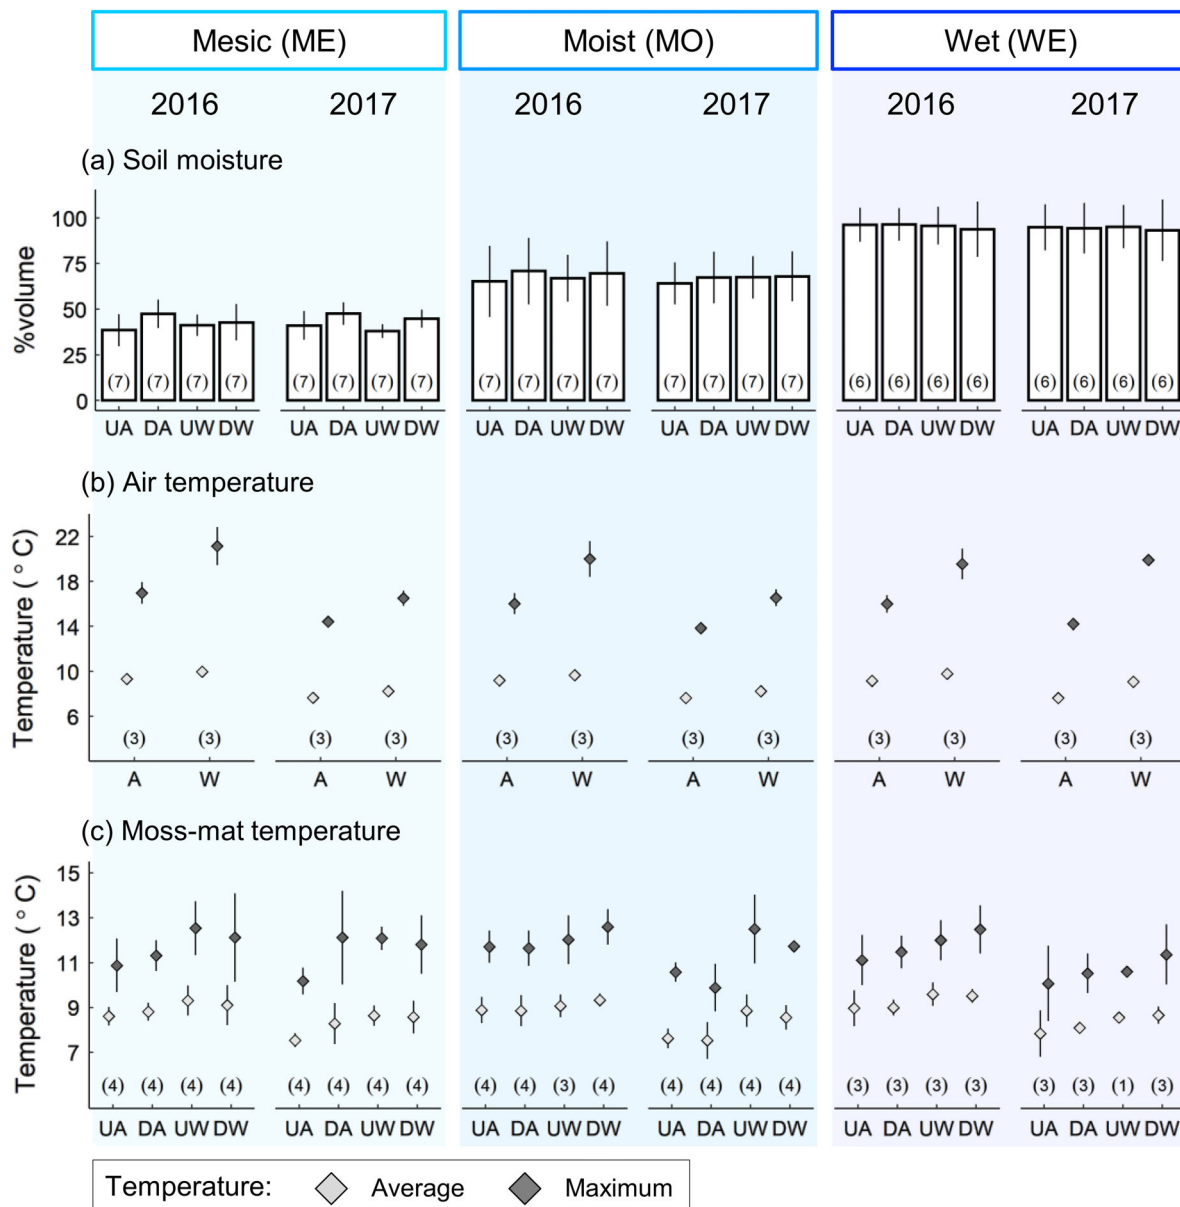 Mesic (ME) Moist (MO) Wet (WE)
2016 2017 2016 2017 2016 2017
(a) Soil moisture
%volume
100
75
50
25
0
(7) (7) (7) (7) (7) (7) (7) (7) (7) (7) (7) (7) (7) (7) (7) (7) (6) (6) (6) (6) (6) (6) (6) (6)
UA DA UW DW UA DA UW DW UA DA UW DW UA DA UW DW UA DA UW DW UA DA UW DW
(b) Air temperature
Temperature (°C)
22
18
14
10
6
(3) (3) (3) (3) (3) (3) (3) (3) (3) (3) (3) (3)
A W A W A W A W A W A W
(c) Moss-mat temperature
Temperature (°C)
15
13
11
9
7
(4) (4) (4) (4) (4) (4) (4) (4) (4) (4) (3) (4) (4) (4) (4) (4) (3) (3) (3) (3) (3) (3) (1) (3)
UA DA UW DW UA DA UW DW UA DA UW DW UA DA UW DW UA DA UW DW UA DA UW DW
Temperature: Average Maximum